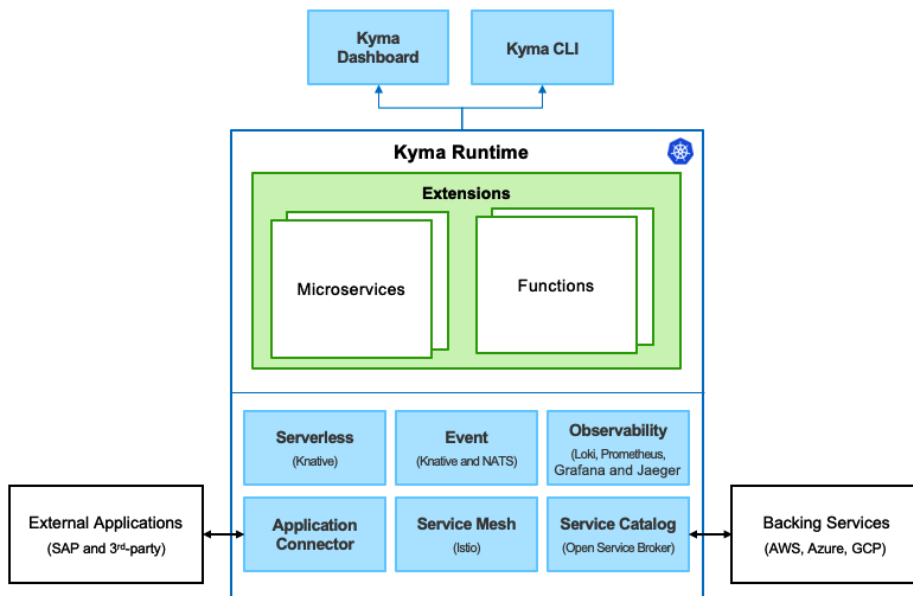 Kyma
Dashboard
Kyma CLI
Kyma Runtime
Extensions
Microservices
Functions
Serverless
(Knative)
Event
(Knative and NATS)
Observability
(Loki, Prometheus,
Grafana and Jaeger
External Applications
(SAP and 3rd-party)
Application
Connector
Service Mesh
(Istio)
Service Catalog
(Open Service Broker)
Backing Services
(AWS, Azure, GCP)